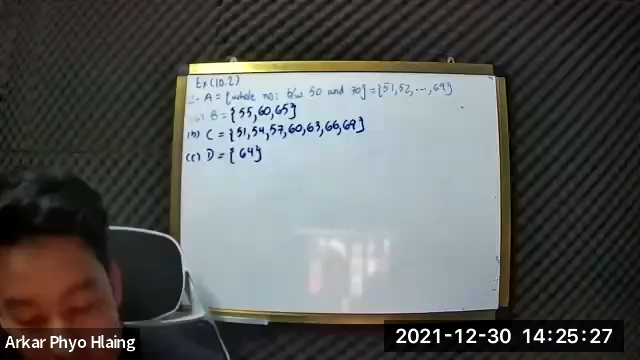 Ex (10.2)
A = {whole no; b/w 50 and 70} = {51, 52, ..., 69}
(a) B = {55, 60, 65}
(b) C = {51, 54, 57, 60, 63, 66, 69}
(c) D = {64}
Arkar Phyo Hlaing
2021-12-30 14:25:27